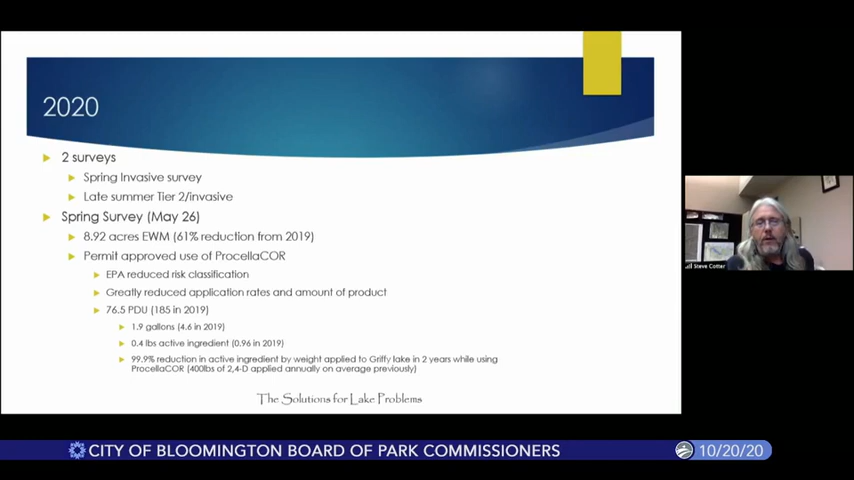 2020
2 surveys
Spring Invasive survey
Late summer Tier 2/invasive
Spring Survey (May 26)
8.92 acres EWM (61% reduction from 2019)
Permit approved use of ProcellaCOR
EPA reduced risk classification
Greatly reduced application rates and amount of product
76.5 PDU (185 in 2019)
1.9 gallons (4.6 in 2019)
0.4 lbs active ingredient (0.96 in 2019)
99.9% reduction in active ingredient by weight applied to Griffy lake in 2 years while using
ProcellaCOR (400lbs of 2,4-D applied annually on average previously)
The Solutions for Lake Problems
Steve Cotter
CITY OF BLOOMINGTON BOARD OF PARK COMMISSIONERS
10/20/20